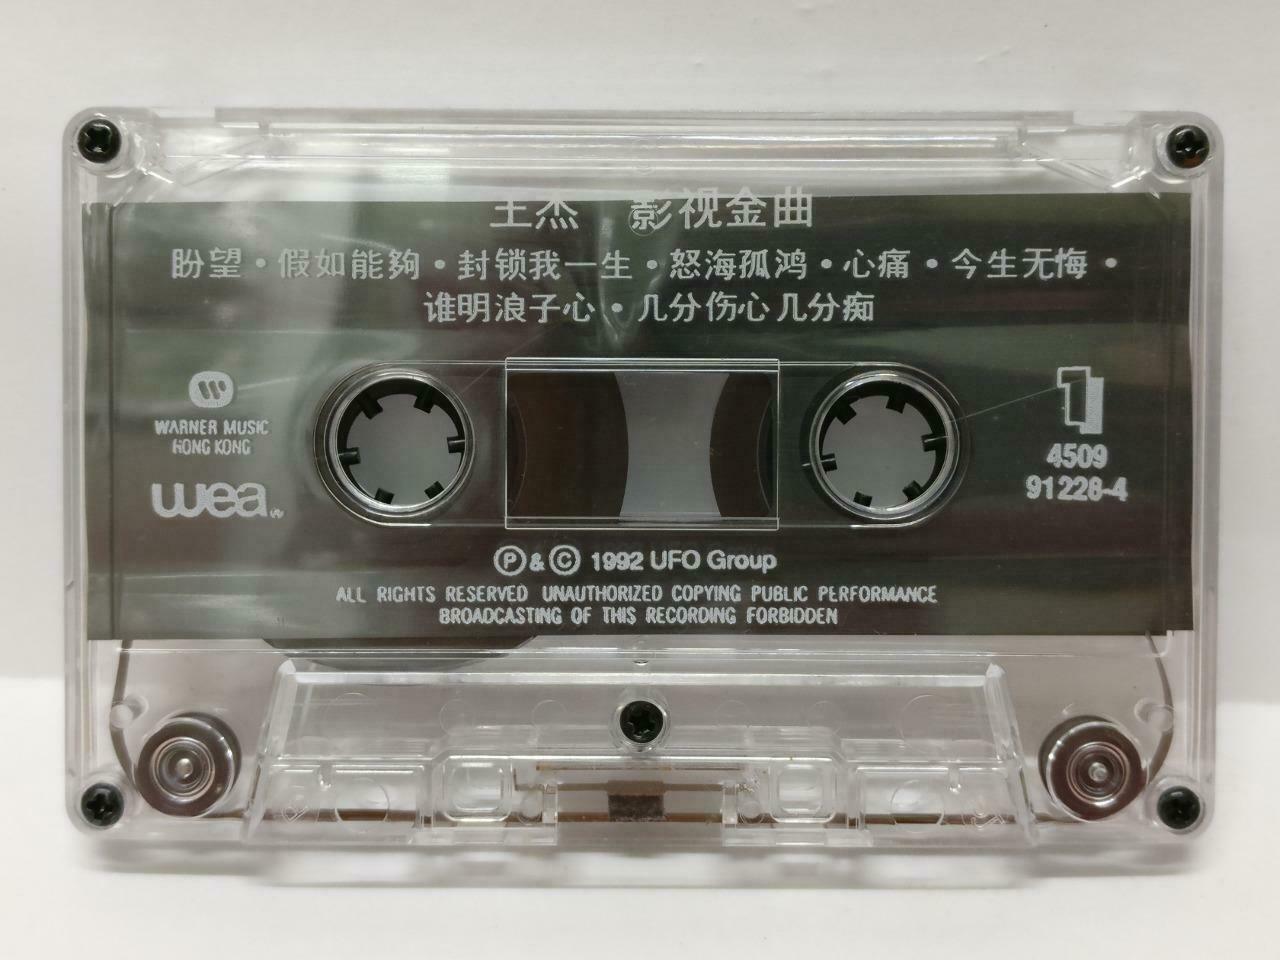 王杰 影视金曲
盼望·假如能夠·封锁我一生·怒海孤鸿·心痛·今生无悔·
谁明浪子心·几分伤心几分痴
W
WARNER MUSIC
HONG KONG
wea
1
4509
91228-4
Ⓟ & © 1992 UFO Group
ALL RIGHTS RESERVED UNAUTHORIZED COPYING PUBLIC PERFORMANCE
BROADCASTING OF THIS RECORDING FORBIDDEN